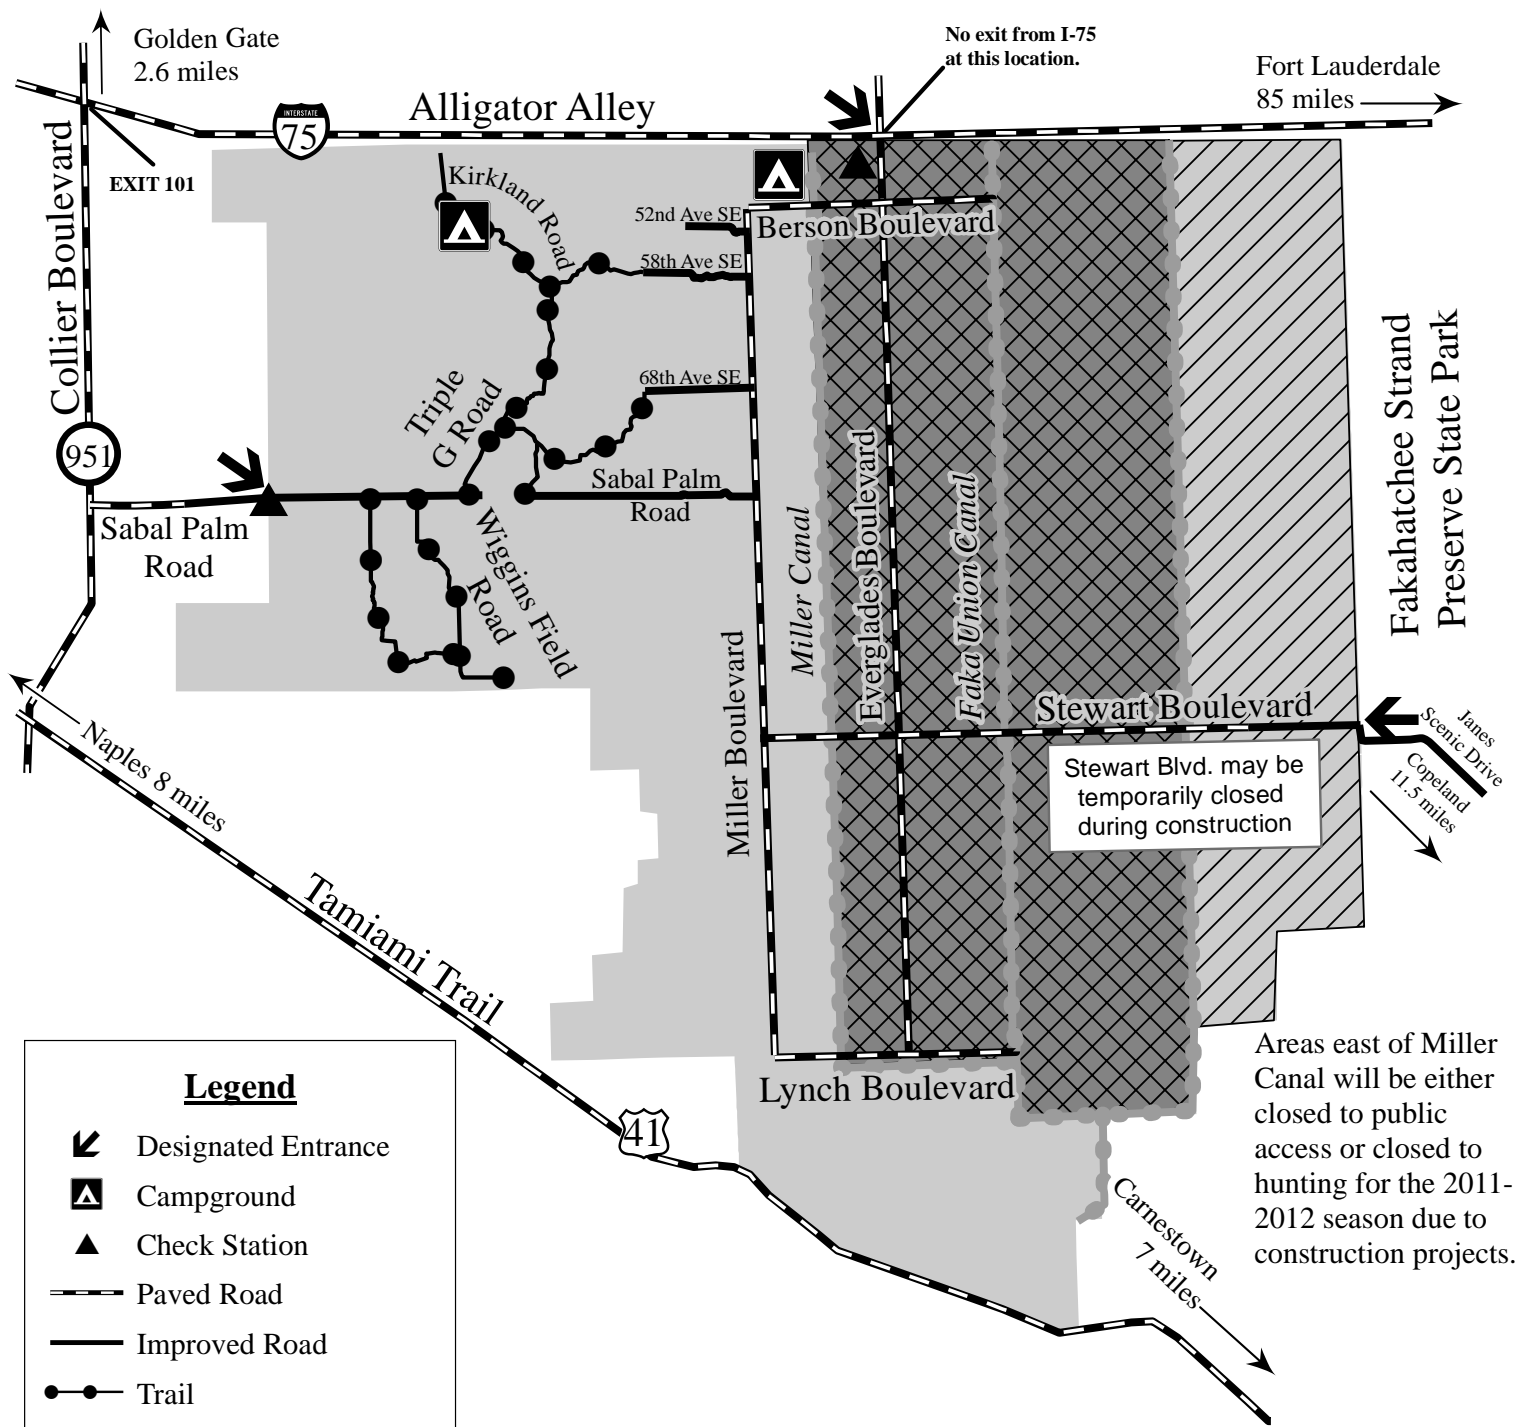 Golden Gate
2.6 miles
No exit from I-75
at this location.
Fort Lauderdale
85 miles
Alligator Alley
INTERSTATE
75
EXIT 101
Collier Boulevard
Kirkland Road
52nd Ave SE
Berson Boulevard
58th Ave SE
68th Ave SE
Triple
G Road
951
Sabal Palm
Road
Sabal Palm
Road
Wiggins Field
Road
Miller Canal
Everglades Boulevard
Faka Union Canal
Fakahatchee Strand
Preserve State Park
Miller Boulevard
Stewart Boulevard
Janes
Scenic Drive
Copeland
11.5 miles
Stewart Blvd. may be
temporarily closed
during construction
Naples 8 miles
Tamiami Trail
41
Lynch Boulevard
Carnestown
7 miles
Areas east of Miller
Canal will be either
closed to public
access or closed to
hunting for the 2011-
2012 season due to
construction projects.
Legend
Designated Entrance
Campground
Check Station
Paved Road
Improved Road
Trail